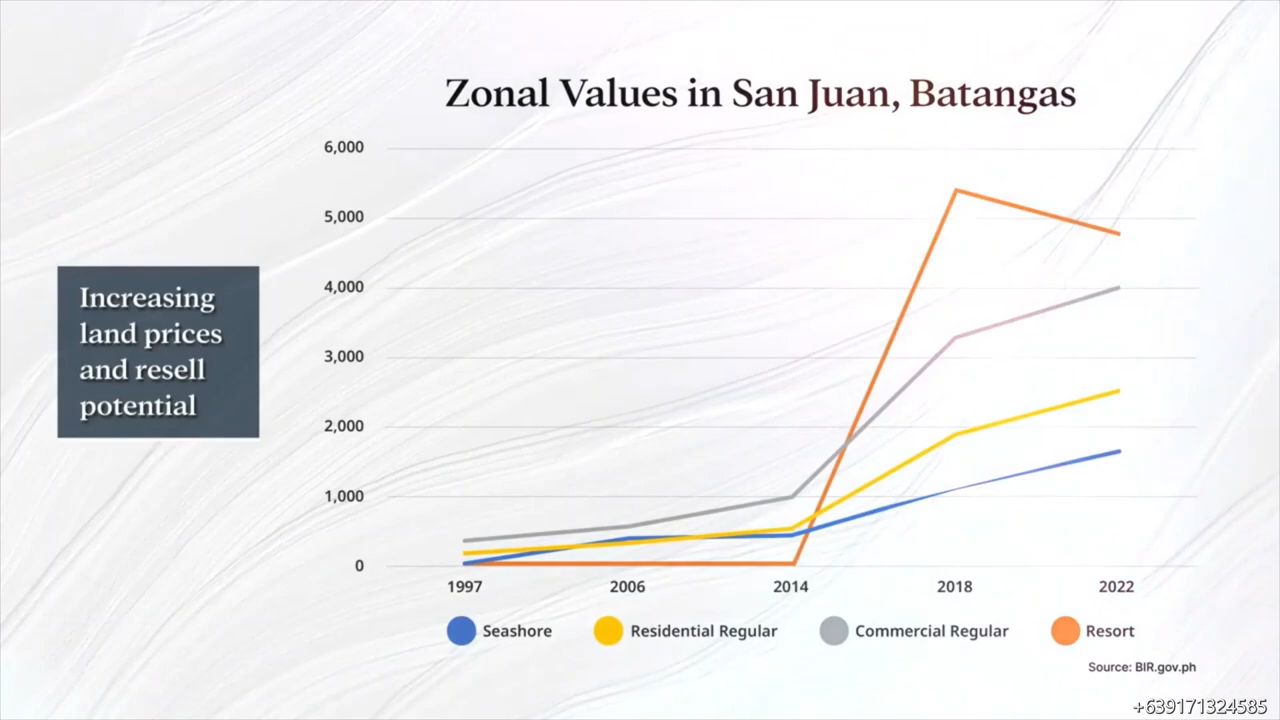 Zonal Values in San Juan, Batangas
Increasing
land prices
and resell
potential
6,000
5,000
4,000
3,000
2,000
1,000
0
1997 2006 2014 2018 2022
Seashore Residential Regular Commercial Regular Resort
Source: BIR.gov.ph
+639171324585